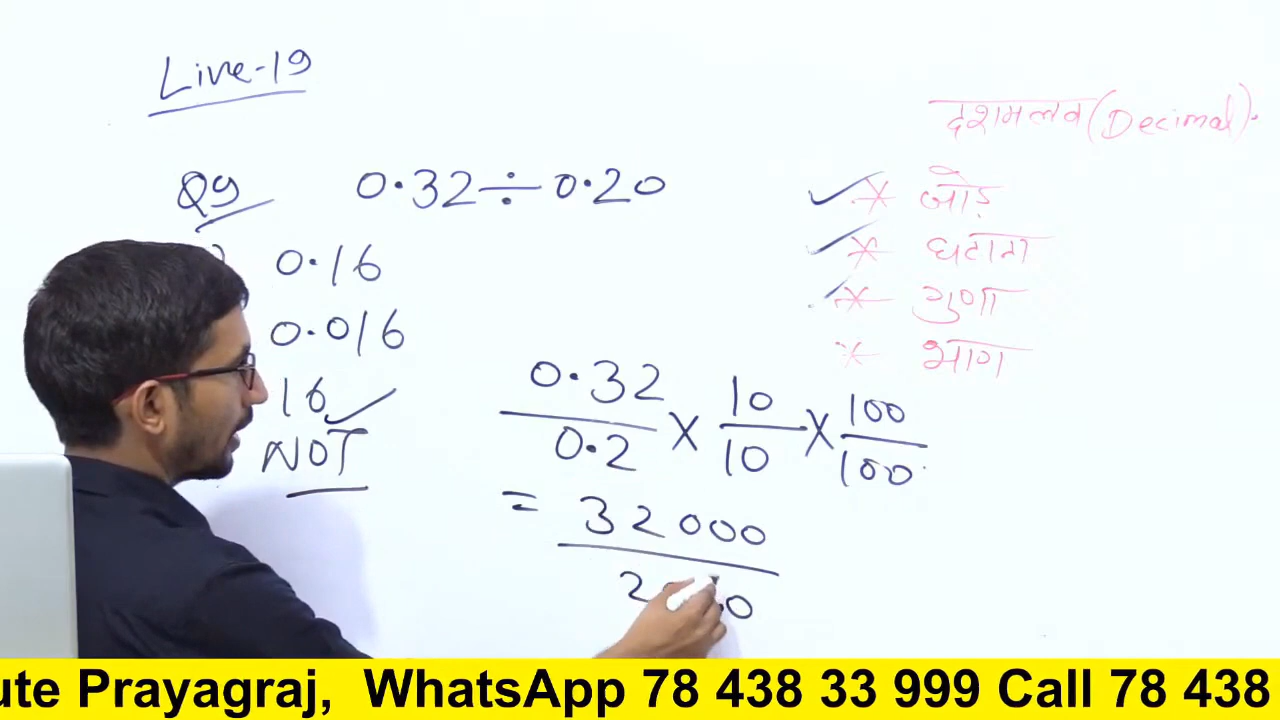 Live-19
दशमलव (Decimal).
Q9 0.32 ÷ 0.20
* जोड़
* घटाना
* गुणा
* भाग
0.16
0.016
16
NOT
0.32 / 0.2 × 10 / 10 × 100 / 100
= 32000
ute Prayagraj, WhatsApp 78 438 33 999 Call 78 438